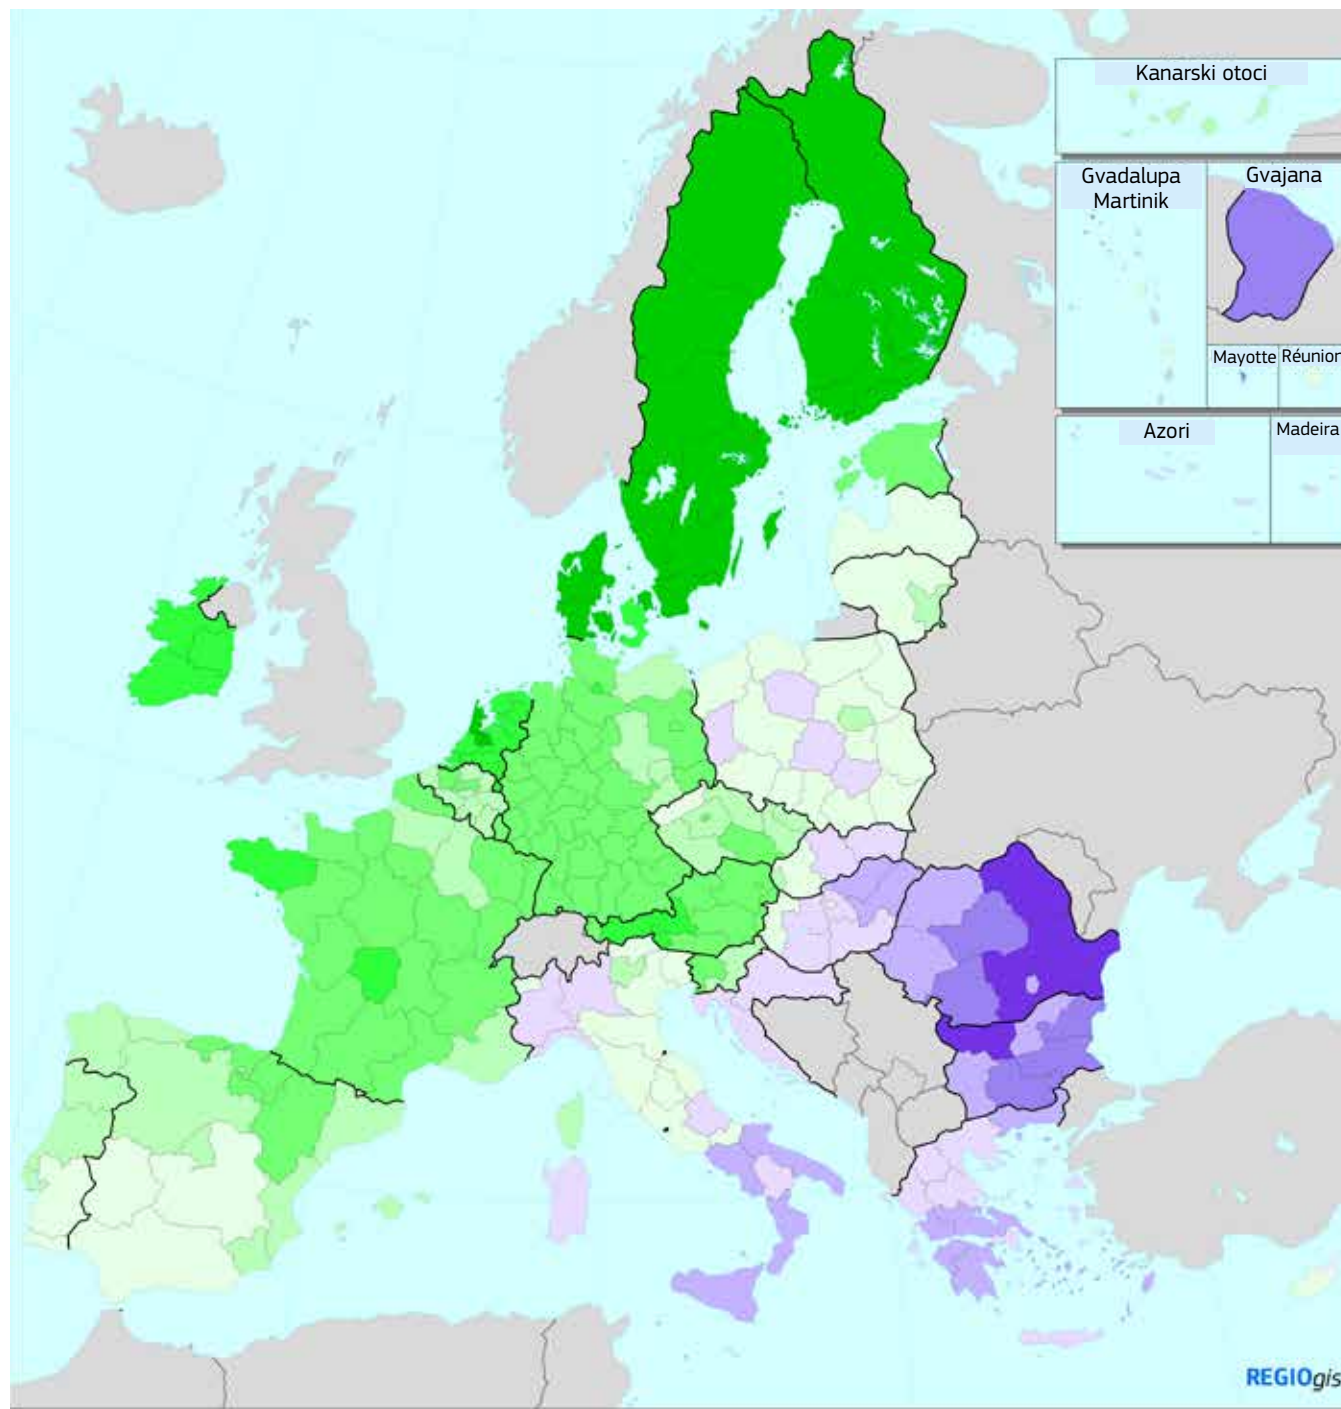 Kanarski otoci
Gvadalupa
Martinik
Gvajana
Mayotte
Réunion
Azori
Madeira
REGIOgis